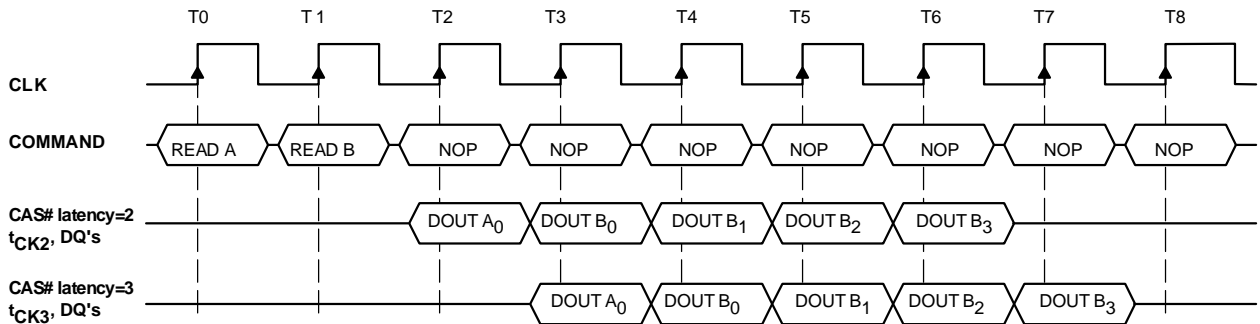 T0 T1 T2 T3 T4 T5 T6 T7 T8
CLK
COMMAND READ A READ B NOP NOP NOP NOP NOP NOP NOP
CAS# latency=2
tCK2, DQ's DOUT A0 DOUT B0 DOUT B1 DOUT B2 DOUT B3
CAS# latency=3
tCK3, DQ's DOUT A0 DOUT B0 DOUT B1 DOUT B2 DOUT B3